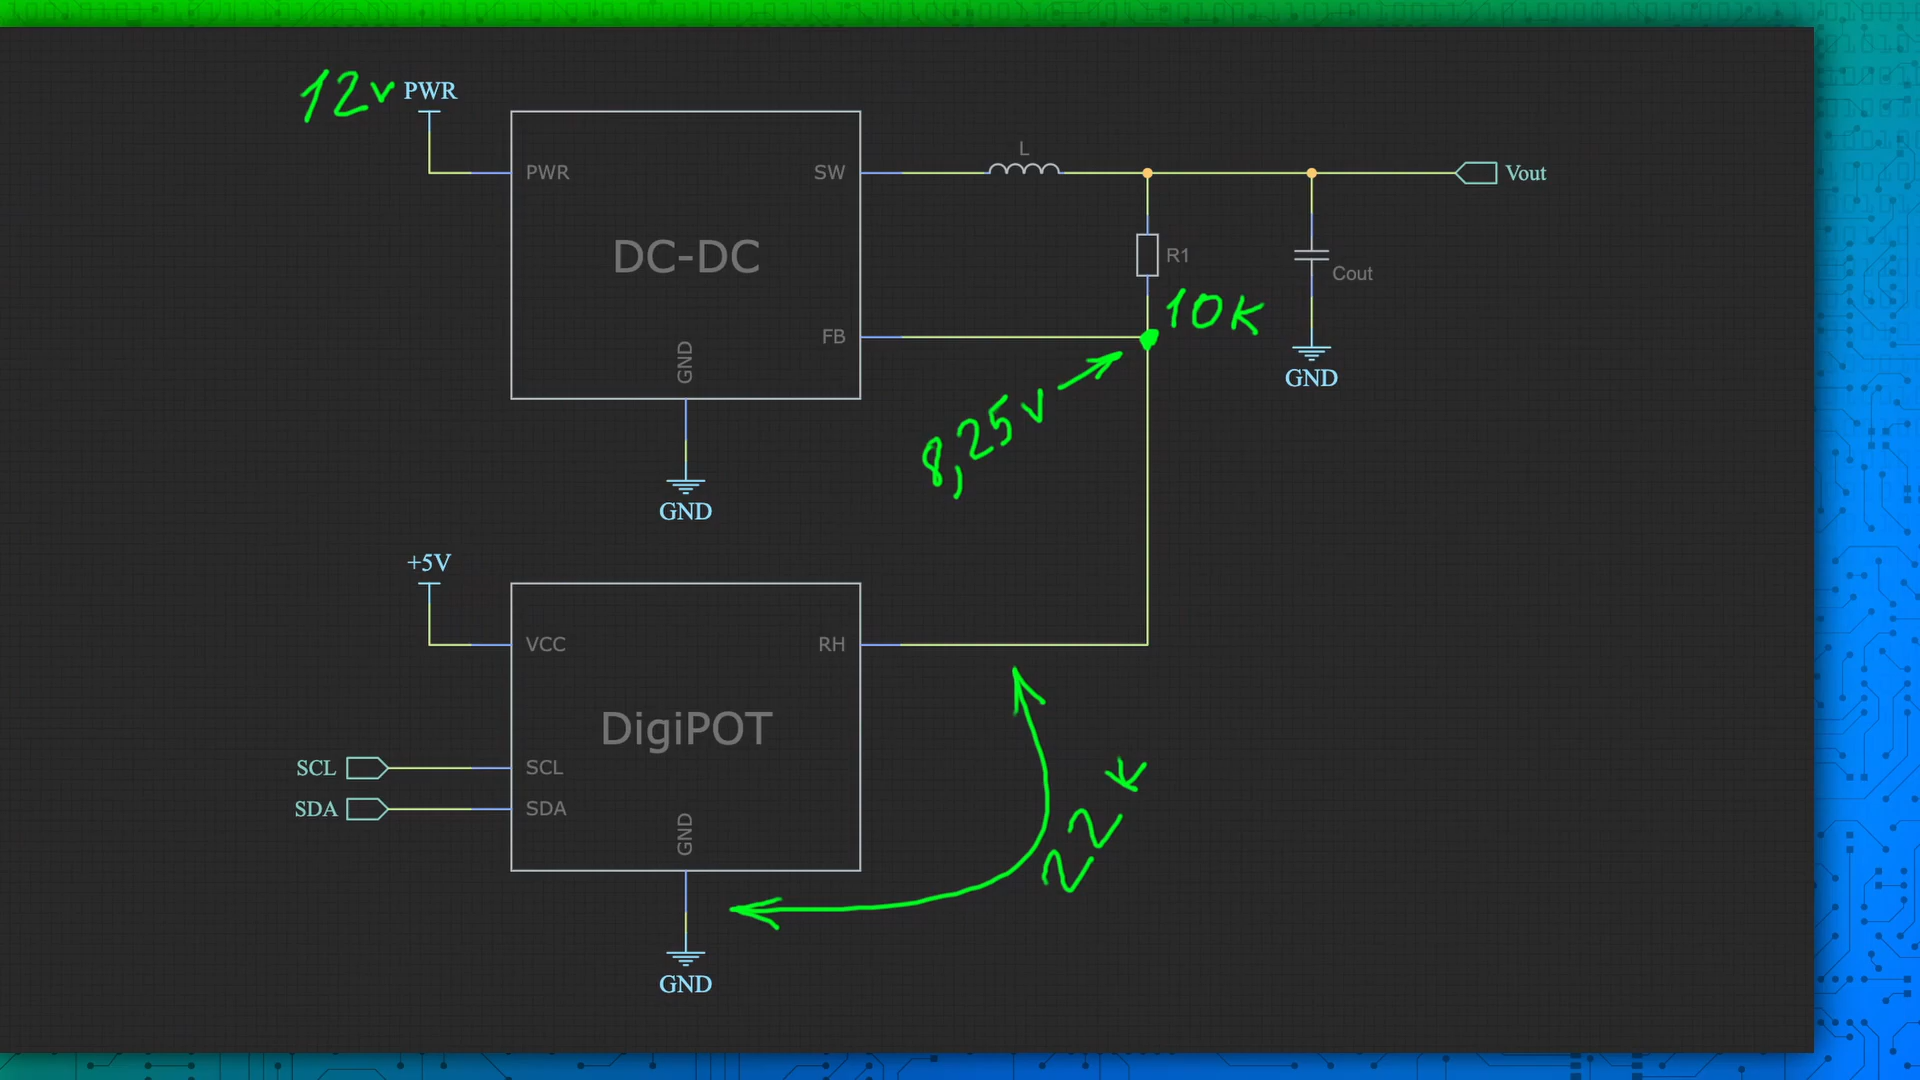 12v PWR
PWR
SW
L
Vout
DC-DC
R1
Cout
10K
FB
GND
GND
8,25v
GND
+5V
VCC
RH
DigiPOT
SCL
SCL
SDA
SDA
22K
GND
GND